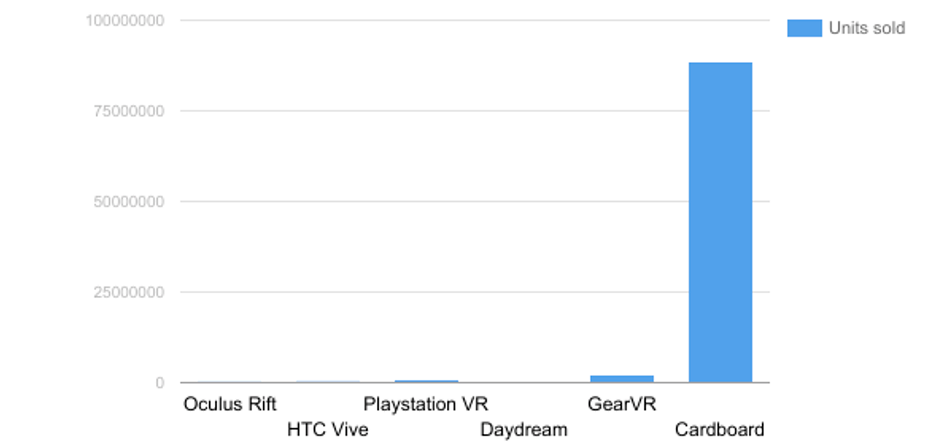 100000000
Units sold
75000000
50000000
25000000
0
Oculus Rift
Playstation VR
GearVR
HTC Vive
Daydream
Cardboard